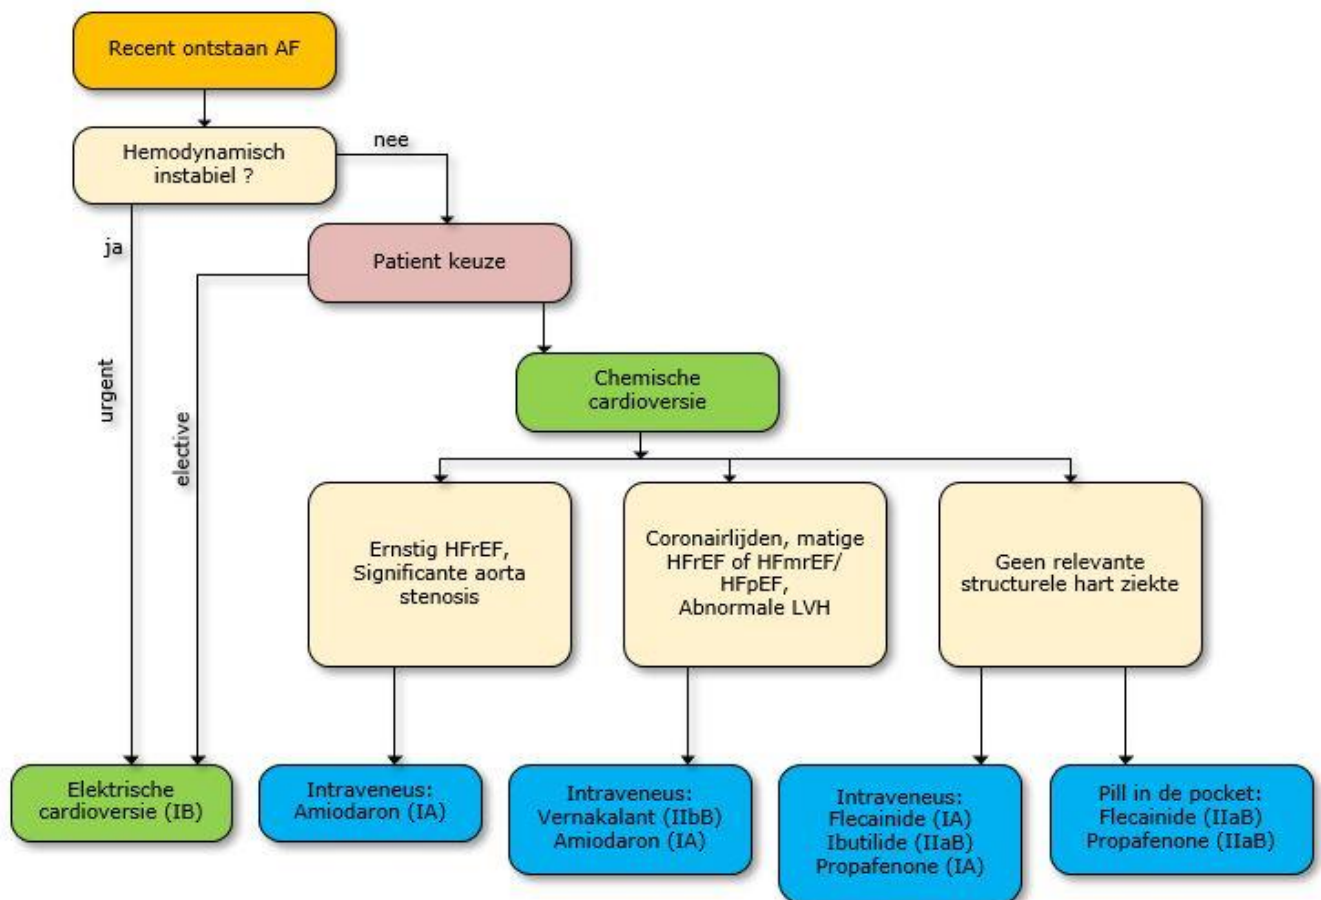 Recent ontstaan AF
Hemodynamisch
instabiel ?
nee
ja
Patient keuze
urgent
elective
Chemische
cardioversie
Ernstig HFrEF,
Significante aorta
stenosis
Coronairlijden, matige
HFrEF of HFmrEF/
HFpEF,
Abnormale LVH
Geen relevante
structurele hart ziekte
Elektrische
cardioversie (IB)
Intraveneus:
Amiodaron (IA)
Intraveneus:
Vernakalant (IIbB)
Amiodaron (IA)
Intraveneus:
Flecainide (IA)
Ibutilide (IIaB)
Propafenone (IA)
Pill in de pocket:
Flecainide (IIaB)
Propafenone (IIaB)